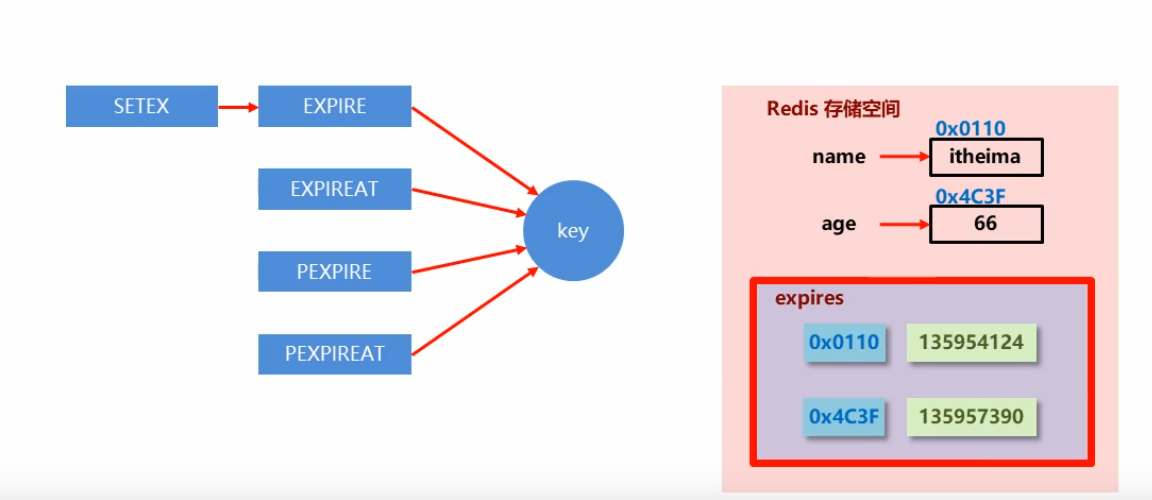 SETEX
EXPIRE
EXPIREAT
PEXPIRE
PEXPIREAT
key
Redis 存储空间
0x0110
name
itheima
0x4C3F
age
66
expires
0x0110
135954124
0x4C3F
135957390